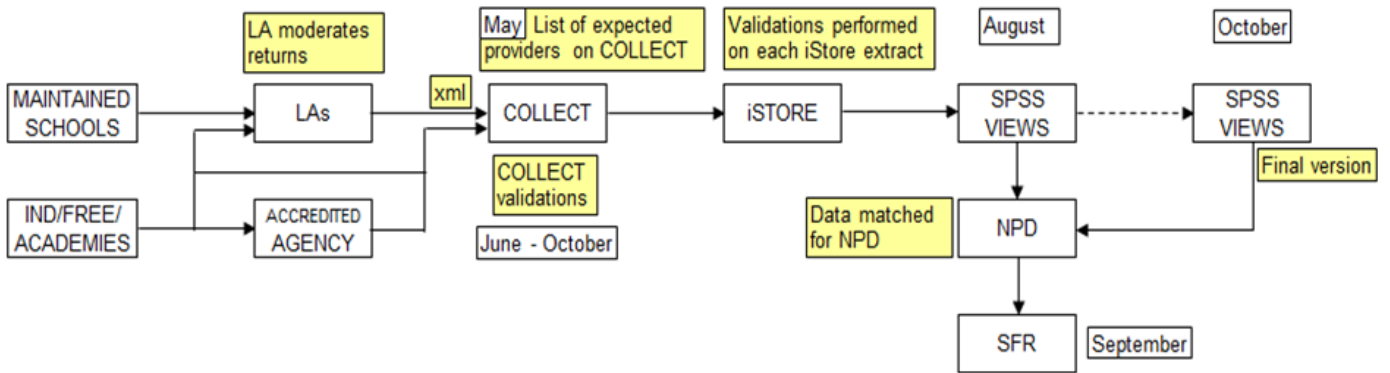 LA moderates
returns
May List of expected
providers on COLLECT
Validations performed
on each iStore extract
August
October
xml
MAINTAINED
SCHOOLS
LAs
COLLECT
iSTORE
SPSS
VIEWS
SPSS
VIEWS
COLLECT
validations
Final version
IND/FREE/
ACADEMIES
ACCREDITED
AGENCY
June - October
Data matched
for NPD
NPD
SFR
September